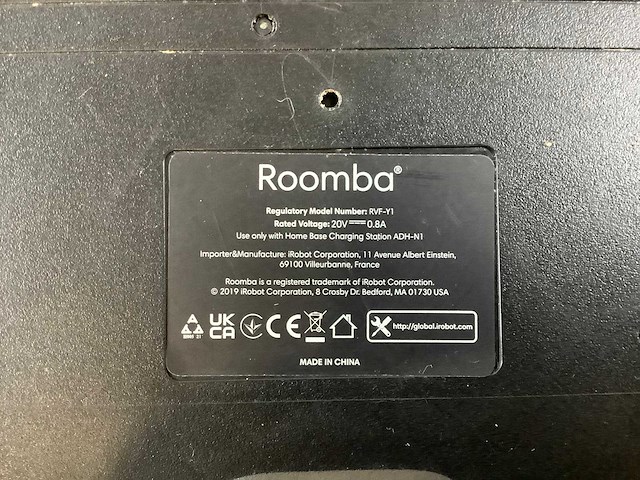 Roomba®
Regulatory Model Number: RVF-Y1
Rated Voltage: 20V⎓0.8A
Use only with Home Base Charging Station ADH-N1
Importer&Manufacture: iRobot Corporation, 11 Avenue Albert Einstein,
69100 Villeurbanne, France
Roomba is a registered trademark of iRobot Corporation.
© 2019 iRobot Corporation, 8 Crosby Dr. Bedford, MA 01730 USA
UK
CA
CE
http://global.irobot.com
MADE IN CHINA